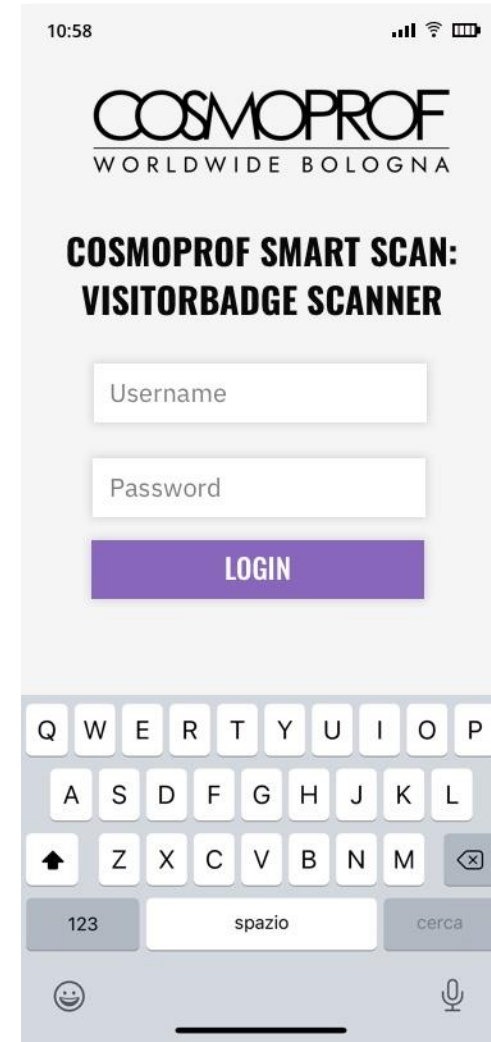 10:58
COSMOPROF
WORLDWIDE BOLOGNA
COSMOPROF SMART SCAN:
VISITORBADGE SCANNER
Username
Password
LOGIN
Q W E R T Y U I O P
A S D F G H J K L
Z X C V B N M
123 spazio cerca